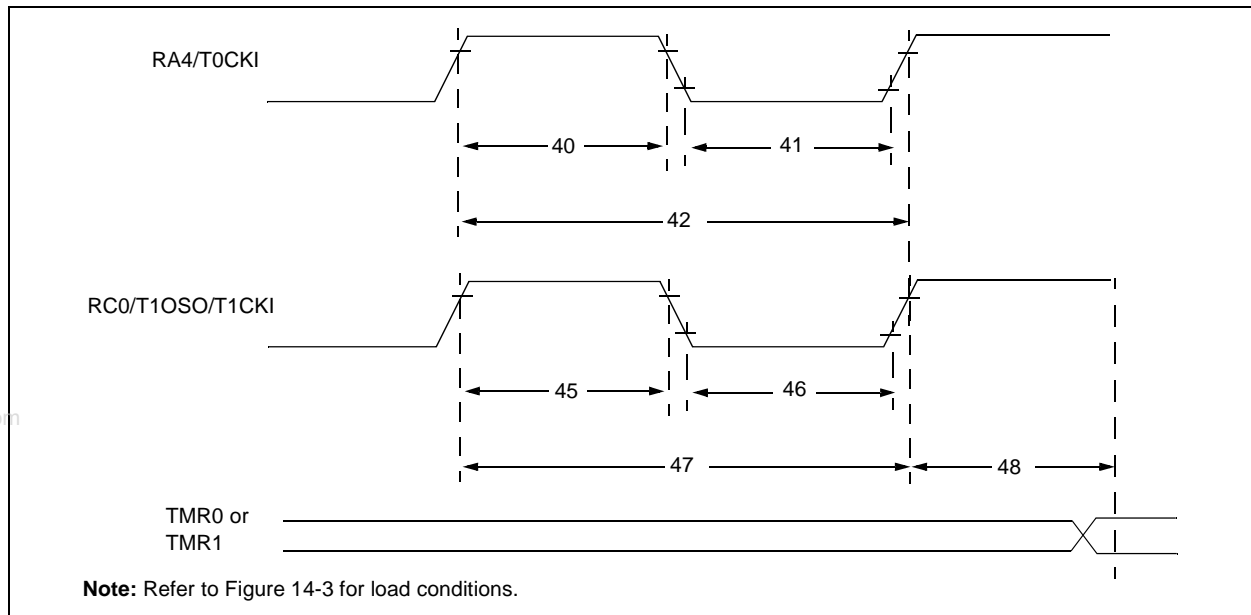 RA4/T0CKI
40
41
42
RC0/T1OSO/T1CKI
45
46
om
47
48
TMR0 or
TMR1
Note: Refer to Figure 14-3 for load conditions.